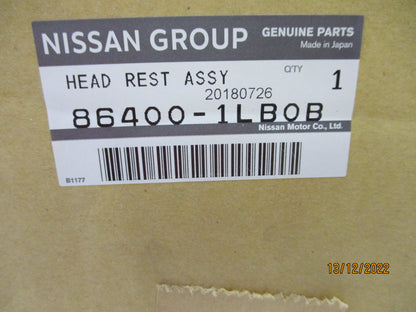 NISSAN GROUP
GENUINE PARTS
Made in Japan
HEAD REST ASSY
Q'TY
1
20180726
86400-1LB0B
Nissan Motor Co., Ltd.
B1177
13/12/2022